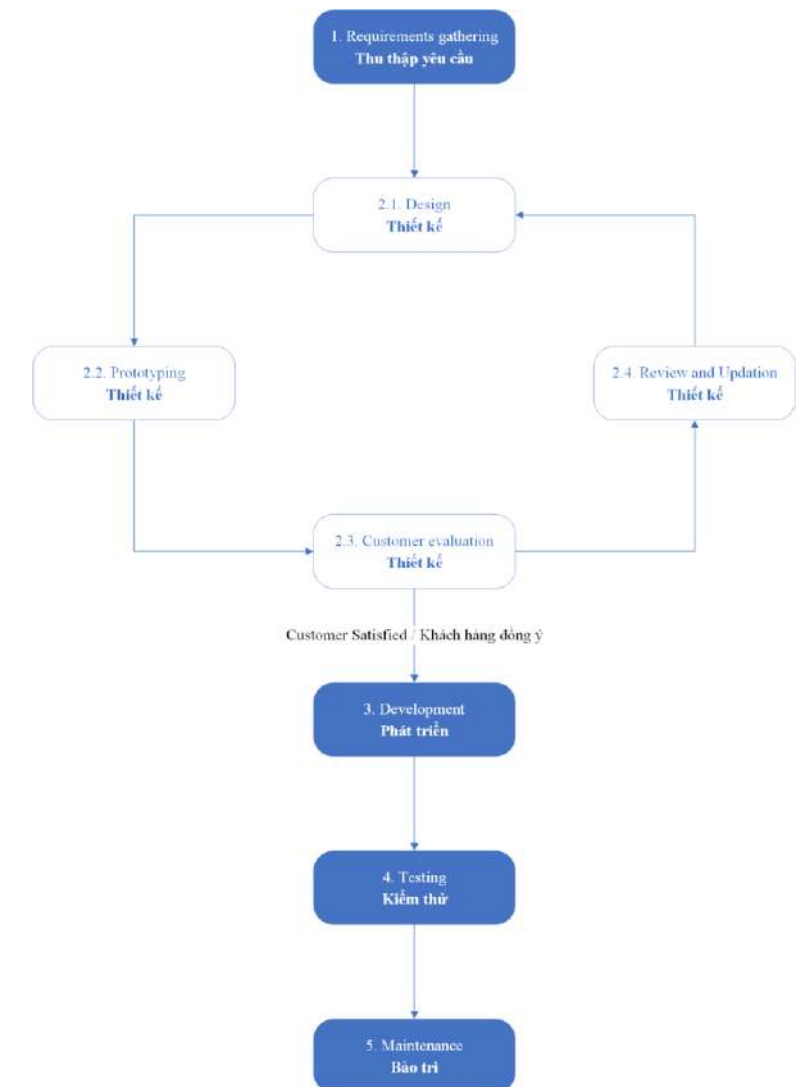 1. Requirements gathering
Thu thập yêu cầu
2.1. Design
Thiết kế
2.2. Prototyping
Thiết kế
2.4. Review and Updation
Thiết kế
2.3. Customer evaluation
Thiết kế
Customer Satisfied / Khách hàng đồng ý
3. Development
Phát triển
4. Testing
Kiểm thử
5. Maintenance
Bảo trì